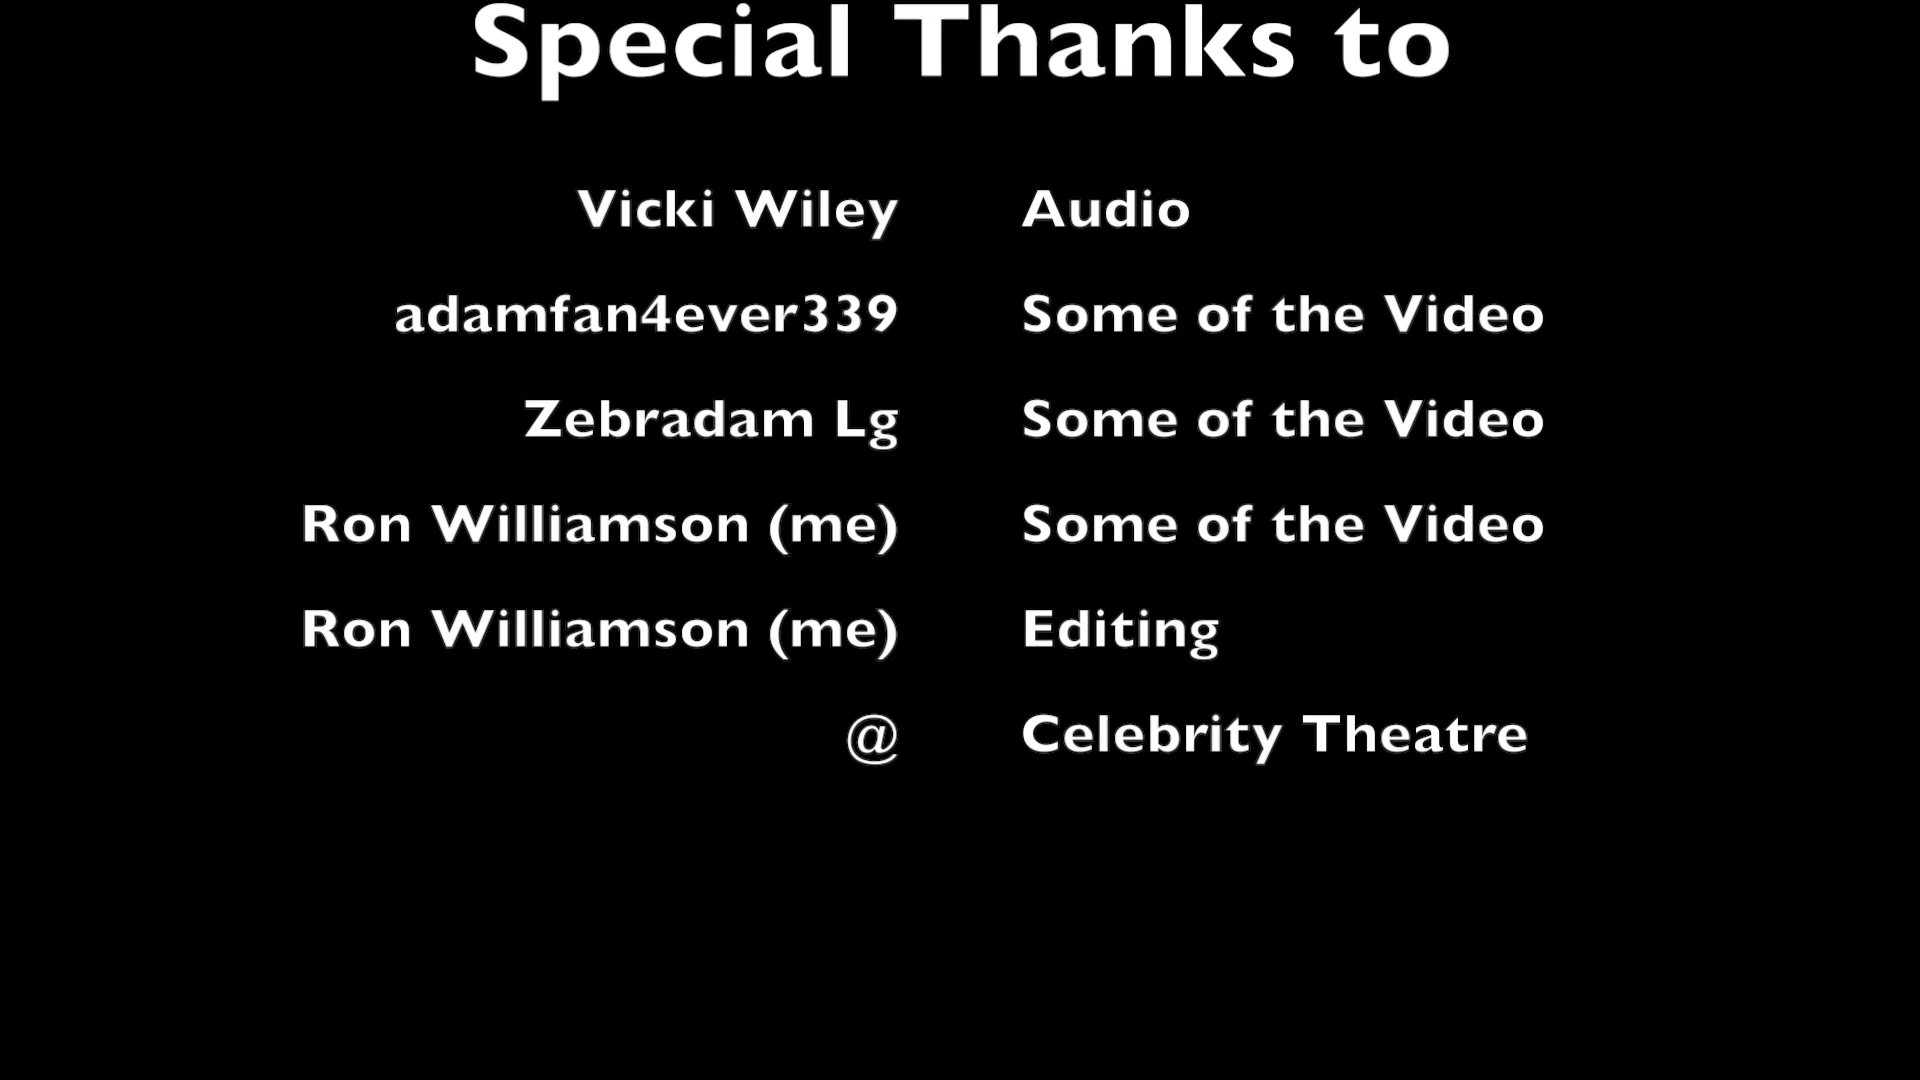 Special Thanks to
Vicki Wiley Audio
adamfan4ever339 Some of the Video
Zebradam Lg Some of the Video
Ron Williamson (me) Some of the Video
Ron Williamson (me) Editing
@ Celebrity Theatre